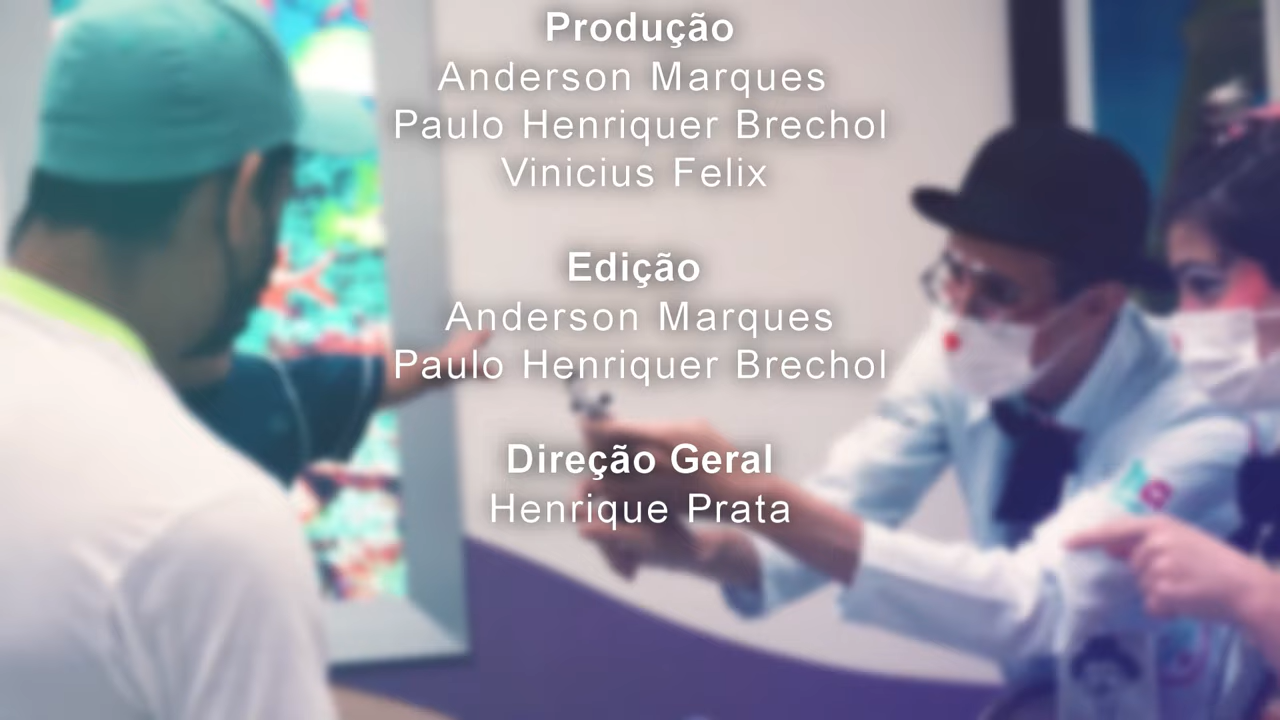 Produção
Anderson Marques
Paulo Henriquer Brechol
Vinicius Felix
Edição
Anderson Marques
Paulo Henriquer Brechol
Direção Geral
Henrique Prata